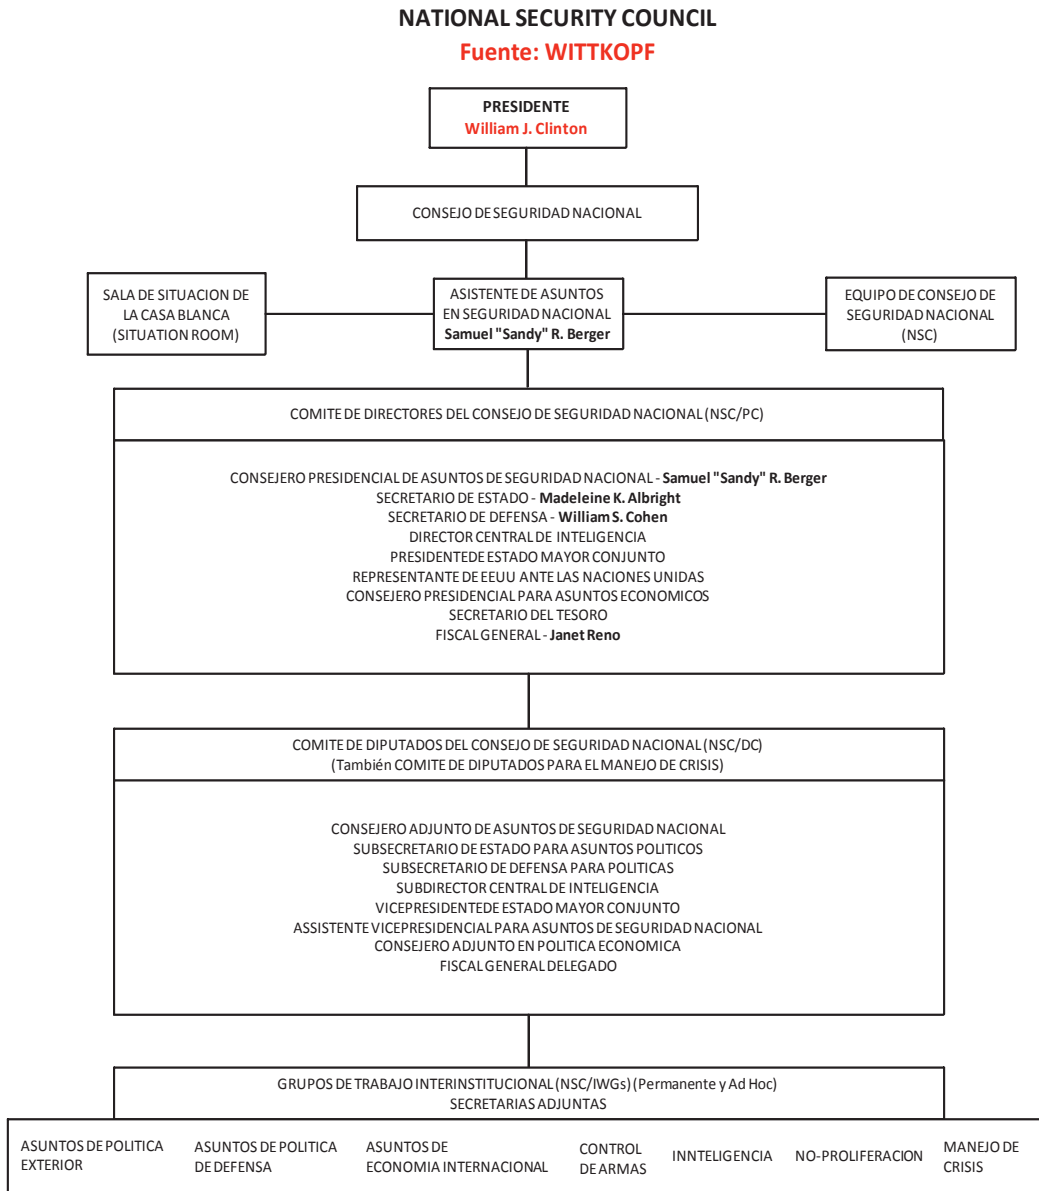 NATIONAL SECURITY COUNCIL
Fuente: WITTKOPF
PRESIDENTE
William J. Clinton
CONSEJO DE SEGURIDAD NACIONAL
SALA DE SITUACION DE
LA CASA BLANCA
(SITUATION ROOM)
ASISTENTE DE ASUNTOS
EN SEGURIDAD NACIONAL
Samuel "Sandy" R. Berger
EQUIPO DE CONSEJO DE
SEGURIDAD NACIONAL
(NSC)
COMITE DE DIRECTORES DEL CONSEJO DE SEGURIDAD NACIONAL (NSC/PC)
CONSEJERO PRESIDENCIAL DE ASUNTOS DE SEGURIDAD NACIONAL - Samuel "Sandy" R. Berger
SECRETARIO DE ESTADO - Madeleine K. Albright
SECRETARIO DE DEFENSA - William S. Cohen
DIRECTOR CENTRAL DE INTELIGENCIA
PRESIDENTE DE ESTADO MAYOR CONJUNTO
REPRESENTANTE DE EEUU ANTE LAS NACIONES UNIDAS
CONSEJERO PRESIDENCIAL PARA ASUNTOS ECONOMICOS
SECRETARIO DEL TESORO
FISCAL GENERAL - Janet Reno
COMITE DE DIPUTADOS DEL CONSEJO DE SEGURIDAD NACIONAL (NSC/DC)
(También COMITE DE DIPUTADOS PARA EL MANEJO DE CRISIS)
CONSEJERO ADJUNTO DE ASUNTOS DE SEGURIDAD NACIONAL
SUBSECRETARIO DE ESTADO PARA ASUNTOS POLITICOS
SUBSECRETARIO DE DEFENSA PARA POLITICAS
SUBDIRECTOR CENTRAL DE INTELIGENCIA
VICEPRESIDENTE DE ESTADO MAYOR CONJUNTO
ASSISTENTE VICEPRESIDENCIAL PARA ASUNTOS DE SEGURIDAD NACIONAL
CONSEJERO ADJUNTO EN POLITICA ECONOMICA
FISCAL GENERAL DELEGADO
GRUPOS DE TRABAJO INTERINSTITUCIONAL (NSC/IWGs) (Permanente y Ad Hoc)
SECRETARIAS ADJUNTAS
ASUNTOS DE POLITICA
EXTERIOR
ASUNTOS DE POLITICA
DE DEFENSA
ASUNTOS DE
ECONOMIA INTERNACIONAL
CONTROL
DE ARMAS
INNTELIGENCIA
NO-PROLIFERACION
MANEJO DE
CRISIS